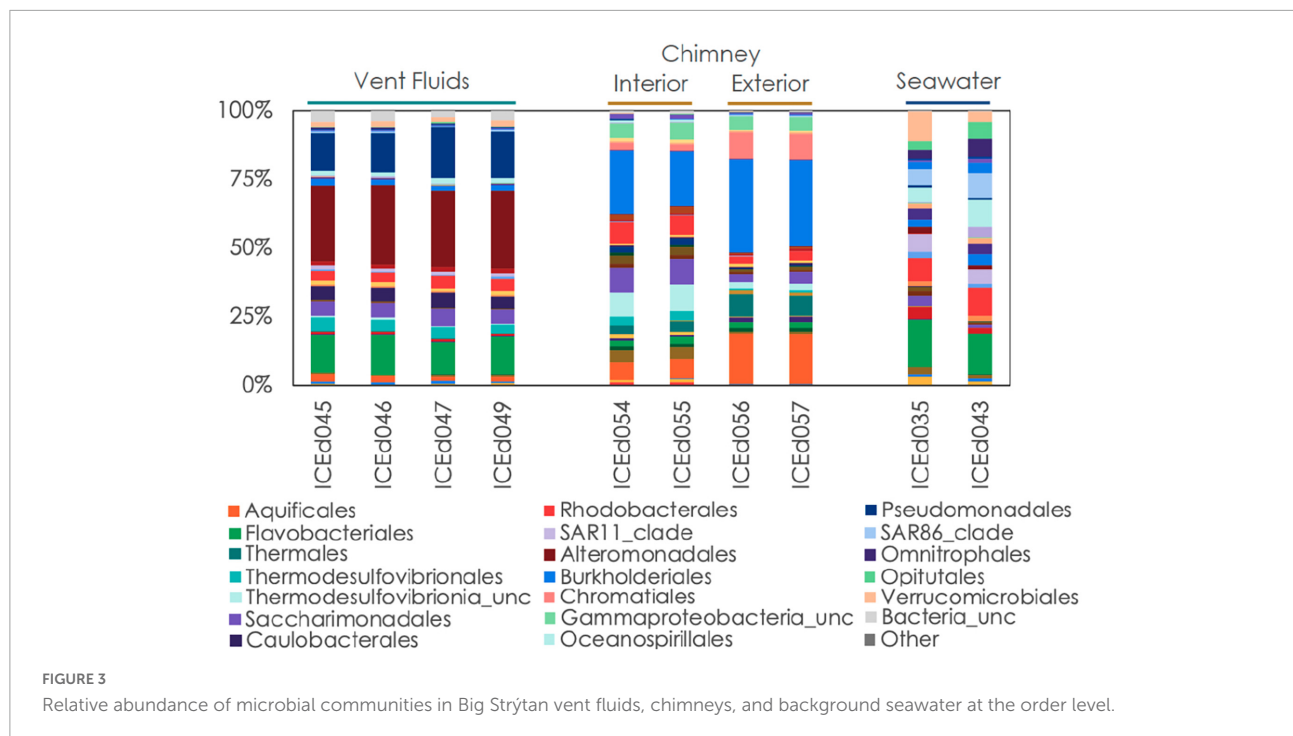 Chimney
Vent Fluids Interior Exterior Seawater
100%
75%
50%
25%
0%
ICEd045 ICEd046 ICEd047 ICEd049 ICEd054 ICEd055 ICEd056 ICEd057 ICEd035 ICEd043
Aquificales Rhodobacterales Pseudomonadales
Flavobacteriales SAR11_clade SAR86_clade
Thermales Alteromonadales Omnitrophales
Thermodesulfovibrionales Burkholderiales Opitutales
Thermodesulfovibrionia_unc Chromatiales Verrucomicrobiales
Saccharimonadales Gammaproteobacteria_unc Bacteria_unc
Caulobacterales Oceanospirillales Other
FIGURE 3
Relative abundance of microbial communities in Big Strýtan vent fluids, chimneys, and background seawater at the order level.